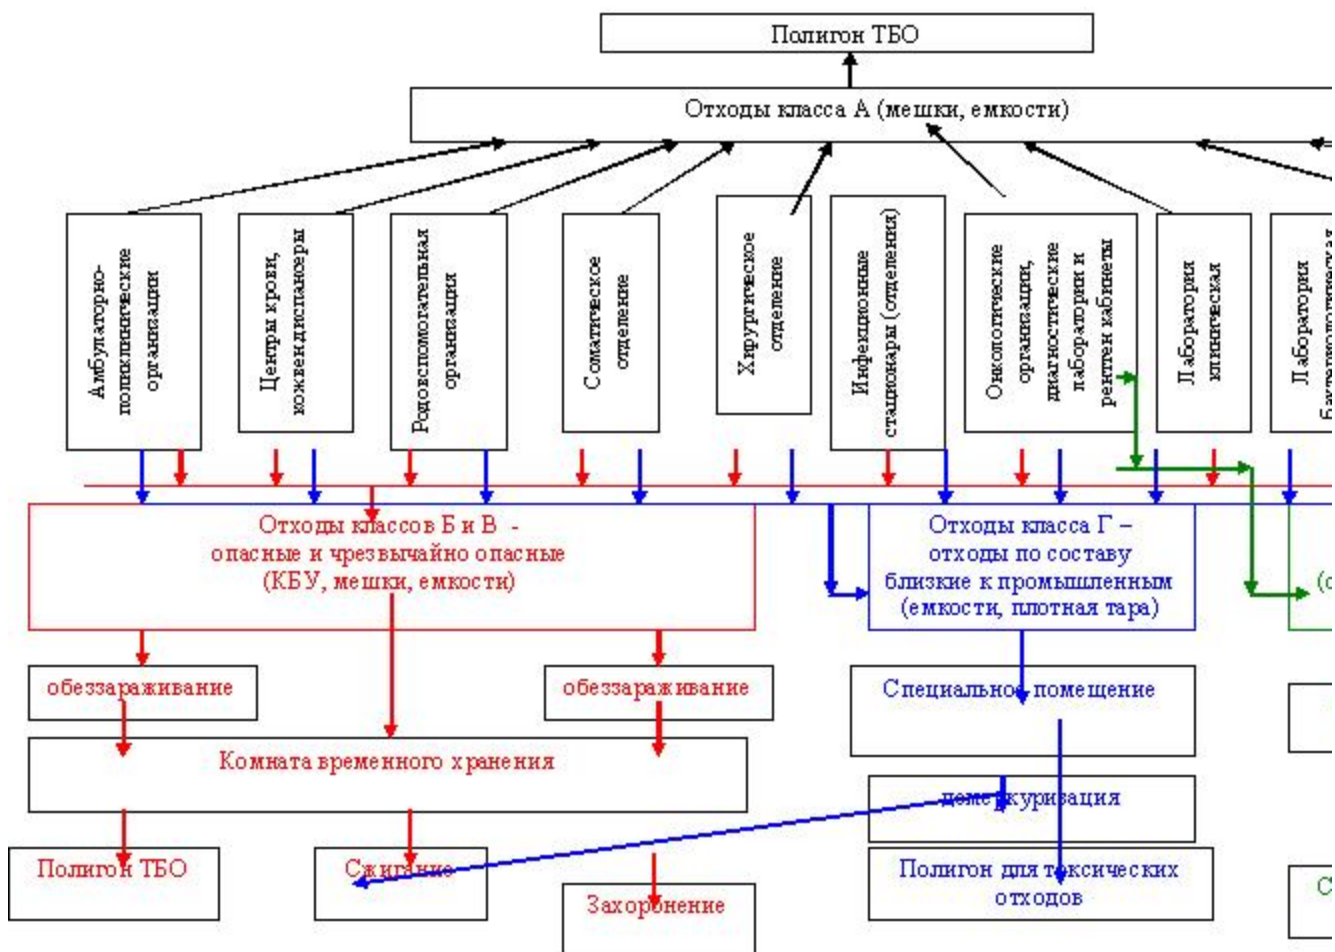 Полигон ТБО
Отходы класса А (мешки, емкости)
Амбулаторно-
поликлинические
организации
Центры крови,
кожвендиспансеры
Родовспомогательная
организация
Соматическое
отделение
Хирургическое
отделение
Инфекционные
стационары (отделения)
Онкологические
организации,
диагностические
лаборатории и
рентген кабинеты
Лаборатория
клиническая
Лаборатория
бактериологическая
Отходы классов Б и В -
опасные и чрезвычайно опасные
(КБУ, мешки, емкости)
Отходы класса Г –
отходы по составу
близкие к промышленным
(емкости, плотная тара)
обеззараживание
обеззараживание
Специальное помещение
Комната временного хранения
демеркуризация
Полигон ТБО
Сжигание
Захоронение
Полигон для токсических
отходов